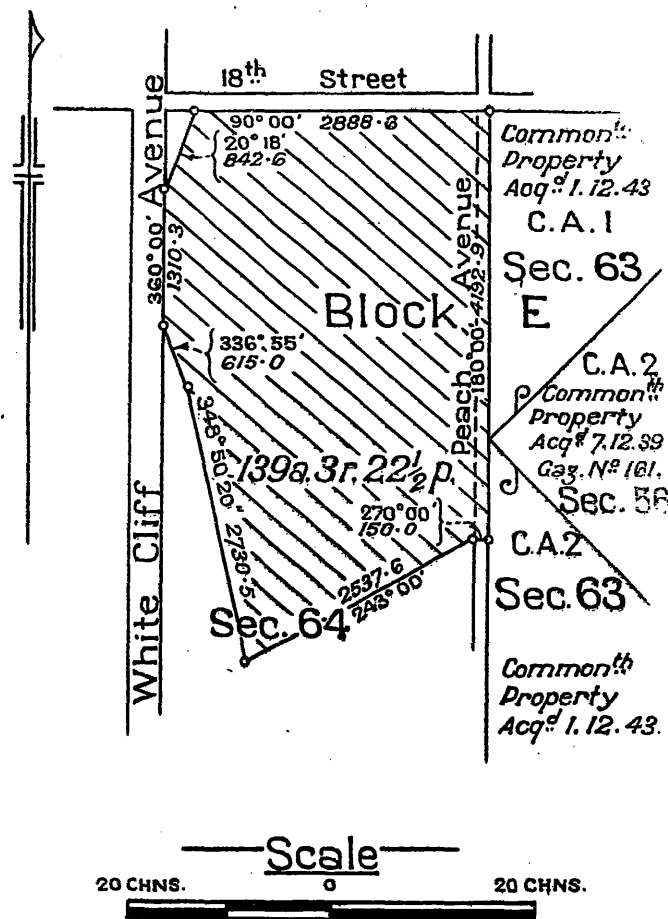 18th Street
90° 00' 2888·6
20° 18'
842·6
White Cliff Avenue
360° 00'
1310·3
336° 55'
615·0
348° 50' 20"
2730·5
Peach Avenue
180° 00' 4192·9
Block E
139a. 3r. 22½ p.
270° 00'
150·0
2537·6
243° 00'
Sec. 64
Commonth
Property
Acqd 1.12.43
C.A.1
Sec. 63
C.A.2
Commonth
Property
Acqd 7.12.39
Gaz. No 161.
Sec. 56
C.A.2
Sec. 63
Commonth
Property
Acqd 1.12.43.
Scale
20 CHNS. 0 20 CHNS.